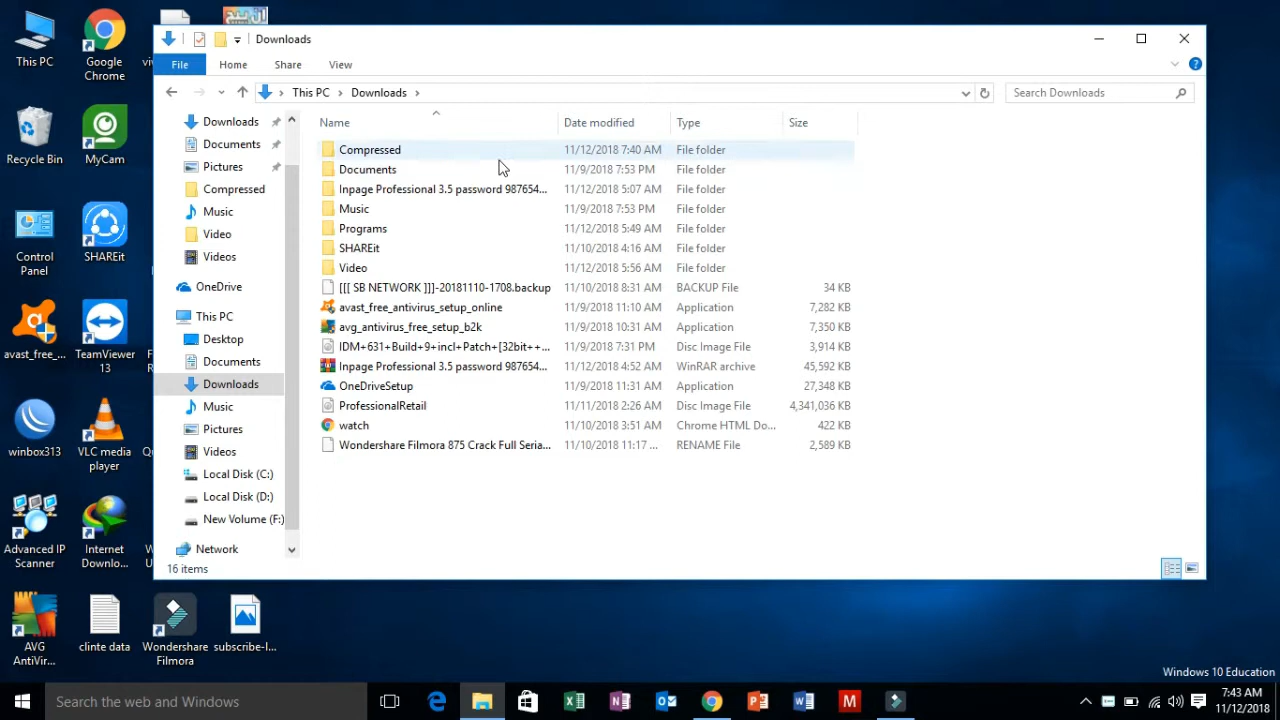 This PC
Google
Chrome
Recycle Bin
MyCam
Control
Panel
SHAREit
avast_free_...
TeamViewer
13
winbox313
VLC media
player
Advanced IP
Scanner
Internet
Downlo...
AVG
AntiVir...
clinte data
Wondershare
Filmora
subscribe-I...
ان پیج
Downloads
File
Home
Share
View
This PC
Downloads
Search Downloads
Downloads
Documents
Pictures
Compressed
Music
Video
Videos
OneDrive
This PC
Desktop
Documents
Downloads
Music
Pictures
Videos
Local Disk (C:)
Local Disk (D:)
New Volume (F:)
Network
Name Date modified Type Size
Compressed 11/12/2018 7:40 AM File folder
Documents 11/9/2018 7:53 PM File folder
Inpage Professional 3.5 password 987654... 11/12/2018 5:07 AM File folder
Music 11/9/2018 7:53 PM File folder
Programs 11/12/2018 5:49 AM File folder
SHAREit 11/10/2018 4:16 AM File folder
Video 11/12/2018 5:56 AM File folder
[[[ SB NETWORK ]]]-20181110-1708.backup 11/10/2018 8:31 AM BACKUP File 34 KB
avast_free_antivirus_setup_online 11/9/2018 11:10 AM Application 7,282 KB
avg_antivirus_free_setup_b2k 11/9/2018 10:31 AM Application 7,350 KB
IDM+631+Build+9+incl+Patch+[32bit++... 11/9/2018 7:31 PM Disc Image File 3,914 KB
Inpage Professional 3.5 password 987654... 11/12/2018 4:52 AM WinRAR archive 45,592 KB
OneDriveSetup 11/9/2018 11:31 AM Application 27,348 KB
ProfessionalRetail 11/11/2018 2:26 AM Disc Image File 4,341,036 KB
watch 11/10/2018 3:51 AM Chrome HTML Do... 422 KB
Wondershare Filmora 875 Crack Full Seria... 11/10/2018 11:17 ... RENAME File 2,589 KB
16 items
Windows 10 Education
Search the web and Windows
7:43 AM
11/12/2018